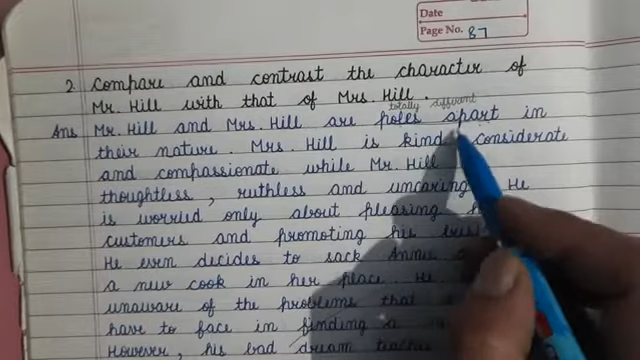 Date
Page No. 87
2 Compare and contrast the character of
Mr. Hill with that of Mrs. Hill.
totally different
Ans Mr. Hill and Mrs. Hill are poles apart in
their nature. Mrs. Hill is kind, considerate
and compassionate while Mr. Hill
thoughtless, ruthless and uncaring. He
is worried only about pleasing
customers and promoting his
He even decides to sack Annie
a new cook in her place. He
unaware of the problems that
have to face in finding a
However, his bad dream